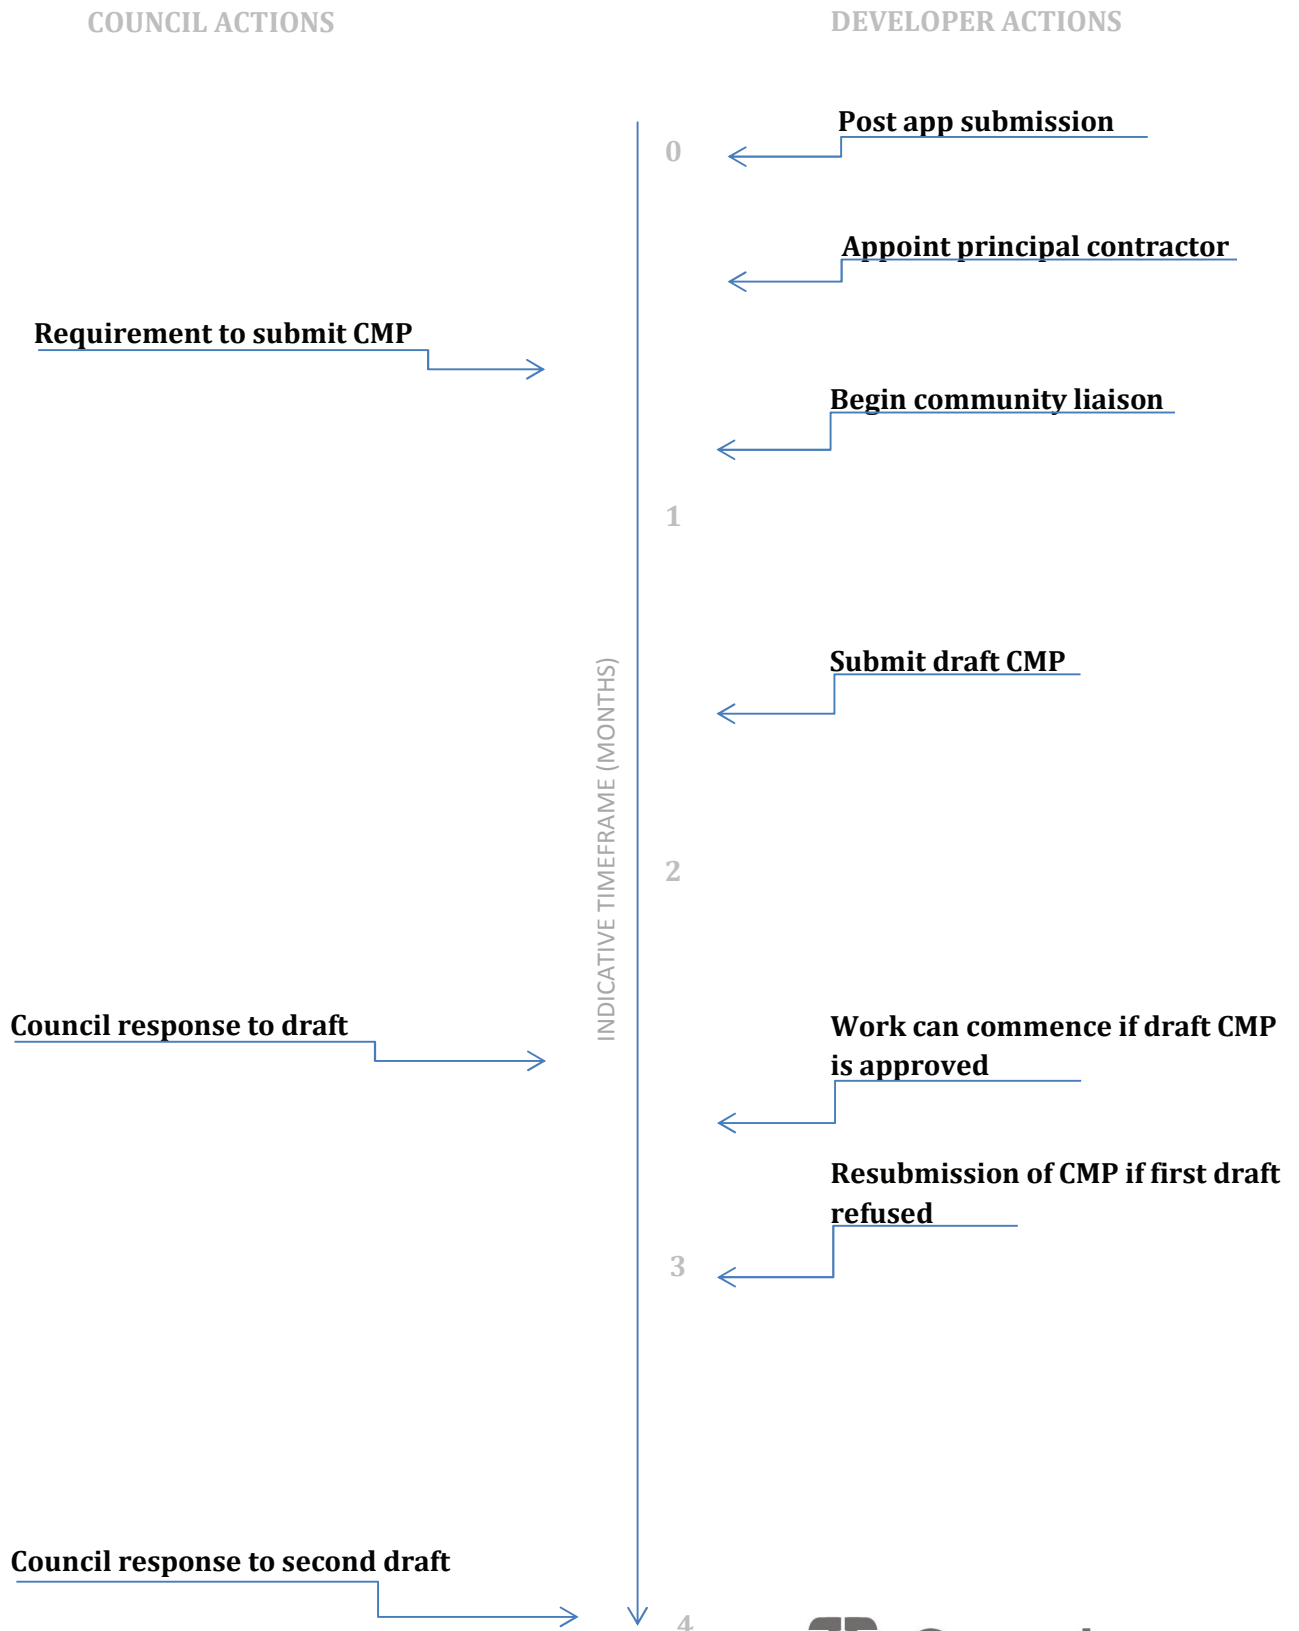 COUNCIL ACTIONS
DEVELOPER ACTIONS
Post app submission
0
Appoint principal contractor
Requirement to submit CMP
Begin community liaison
1
Submit draft CMP
INDICATIVE TIMEFRAME (MONTHS)
2
Council response to draft
Work can commence if draft CMP
is approved
Resubmission of CMP if first draft
refused
3
Council response to second draft
4